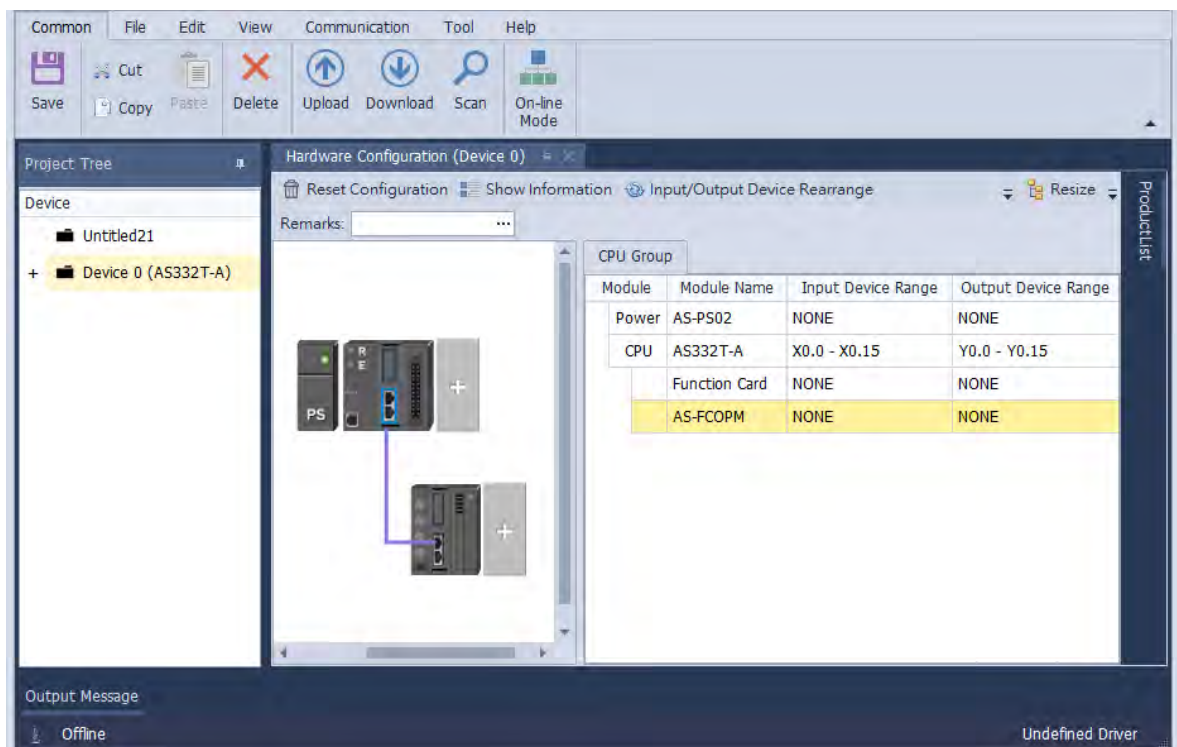 Common File Edit View Communication Tool Help
Save Cut Copy Paste Delete Upload Download Scan On-line Mode
Project Tree
Hardware Configuration (Device 0)
Reset Configuration Show Information Input/Output Device Rearrange Resize
Remarks: ...
ProductList
Device
Untitled21
+ Device 0 (AS332T-A)
R
E
PS
+
+
CPU Group
Module Module Name Input Device Range Output Device Range
Power AS-PS02 NONE NONE
CPU AS332T-A X0.0 - X0.15 Y0.0 - Y0.15
Function Card NONE NONE
AS-FCOPM NONE NONE
Output Message
Offline Undefined Driver